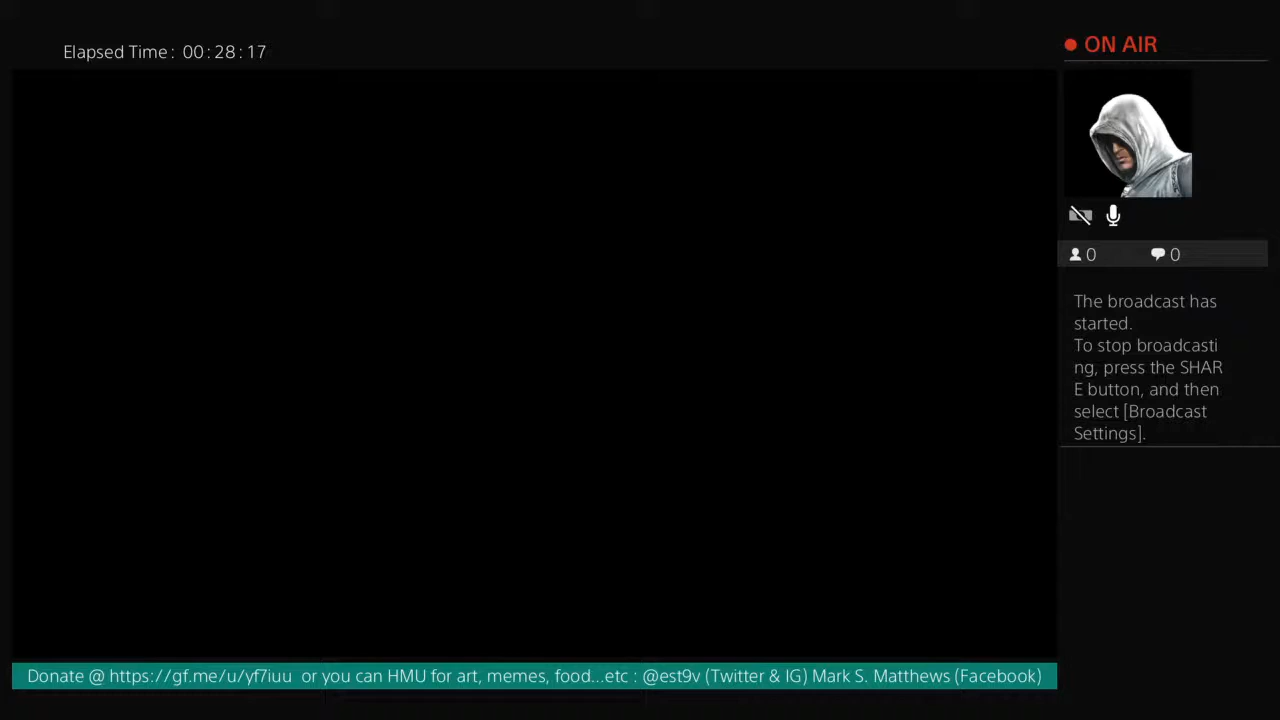 Elapsed Time: 00:28:17
ON AIR
0 0
The broadcast has
started.
To stop broadcasti
ng, press the SHAR
E button, and then
select [Broadcast
Settings].
Donate @ https://gf.me/u/yf7iuu or you can HMU for art, memes, food...etc : @est9v (Twitter & IG) Mark S. Matthews (Facebook)